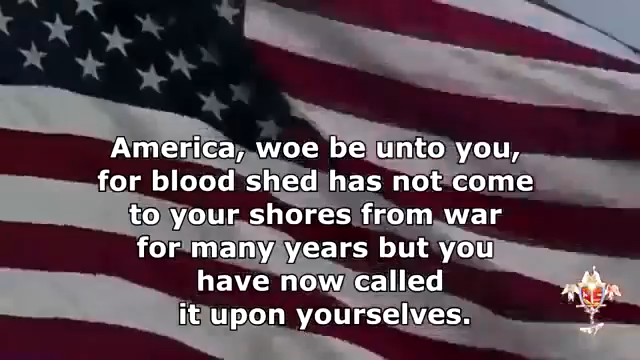 America, woe be unto you,
for blood shed has not come
to your shores from war
for many years but you
have now called
it upon yourselves.